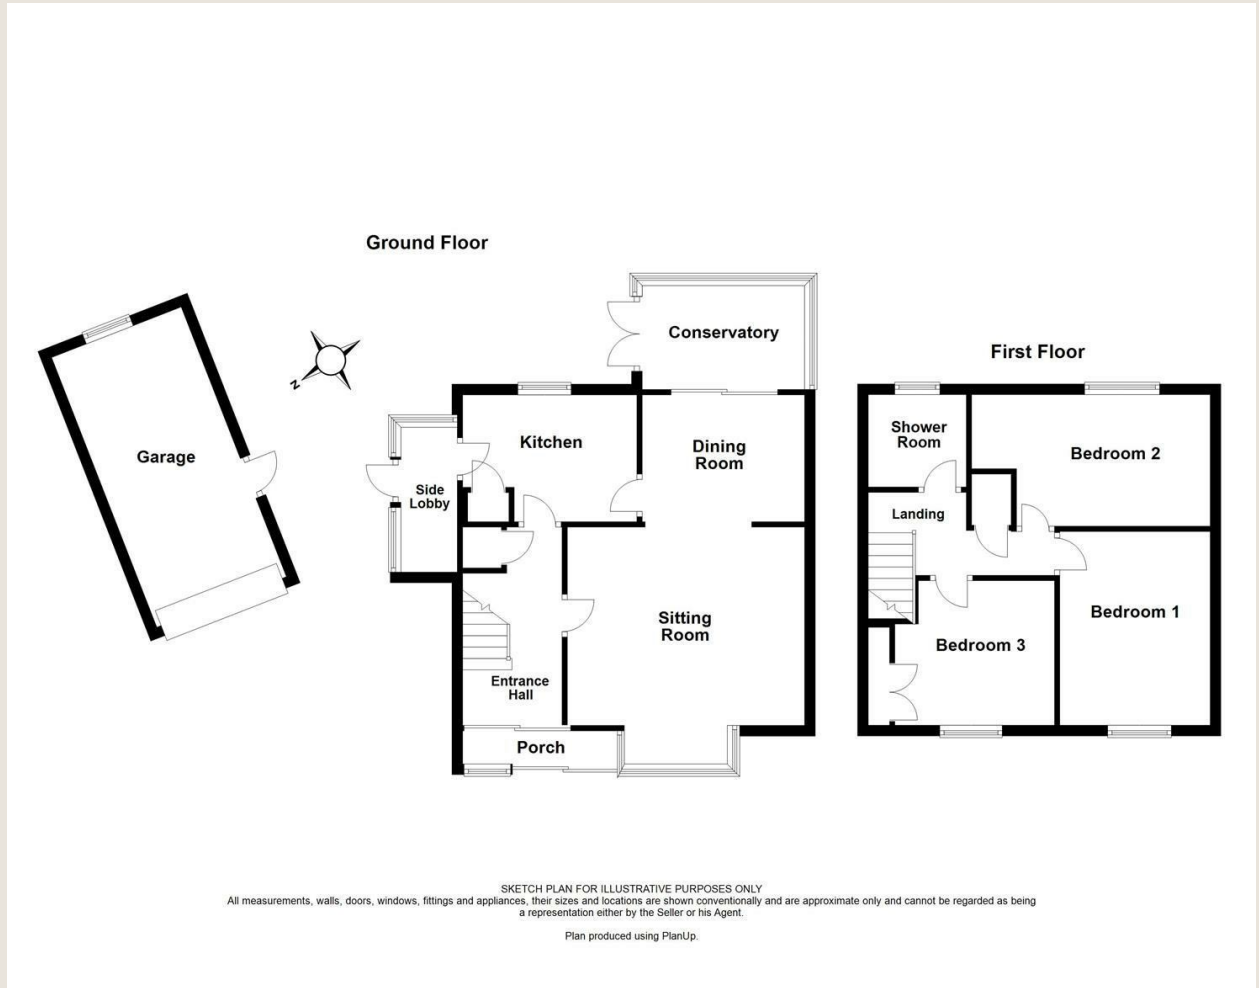 Ground Floor
Conservatory
First Floor
Kitchen
Dining
Room
Garage
Side
Lobby
Sitting
Room
Entrance
Hall
Porch
Shower
Room
Bedroom 2
Landing
Bedroom 1
Bedroom 3
N
SKETCH PLAN FOR ILLUSTRATIVE PURPOSES ONLY
All measurements, walls, doors, windows, fittings and appliances, their sizes and locations are shown conventionally and are approximate only and cannot be regarded as being
a representation either by the Seller or his Agent.
Plan produced using PlanUp.